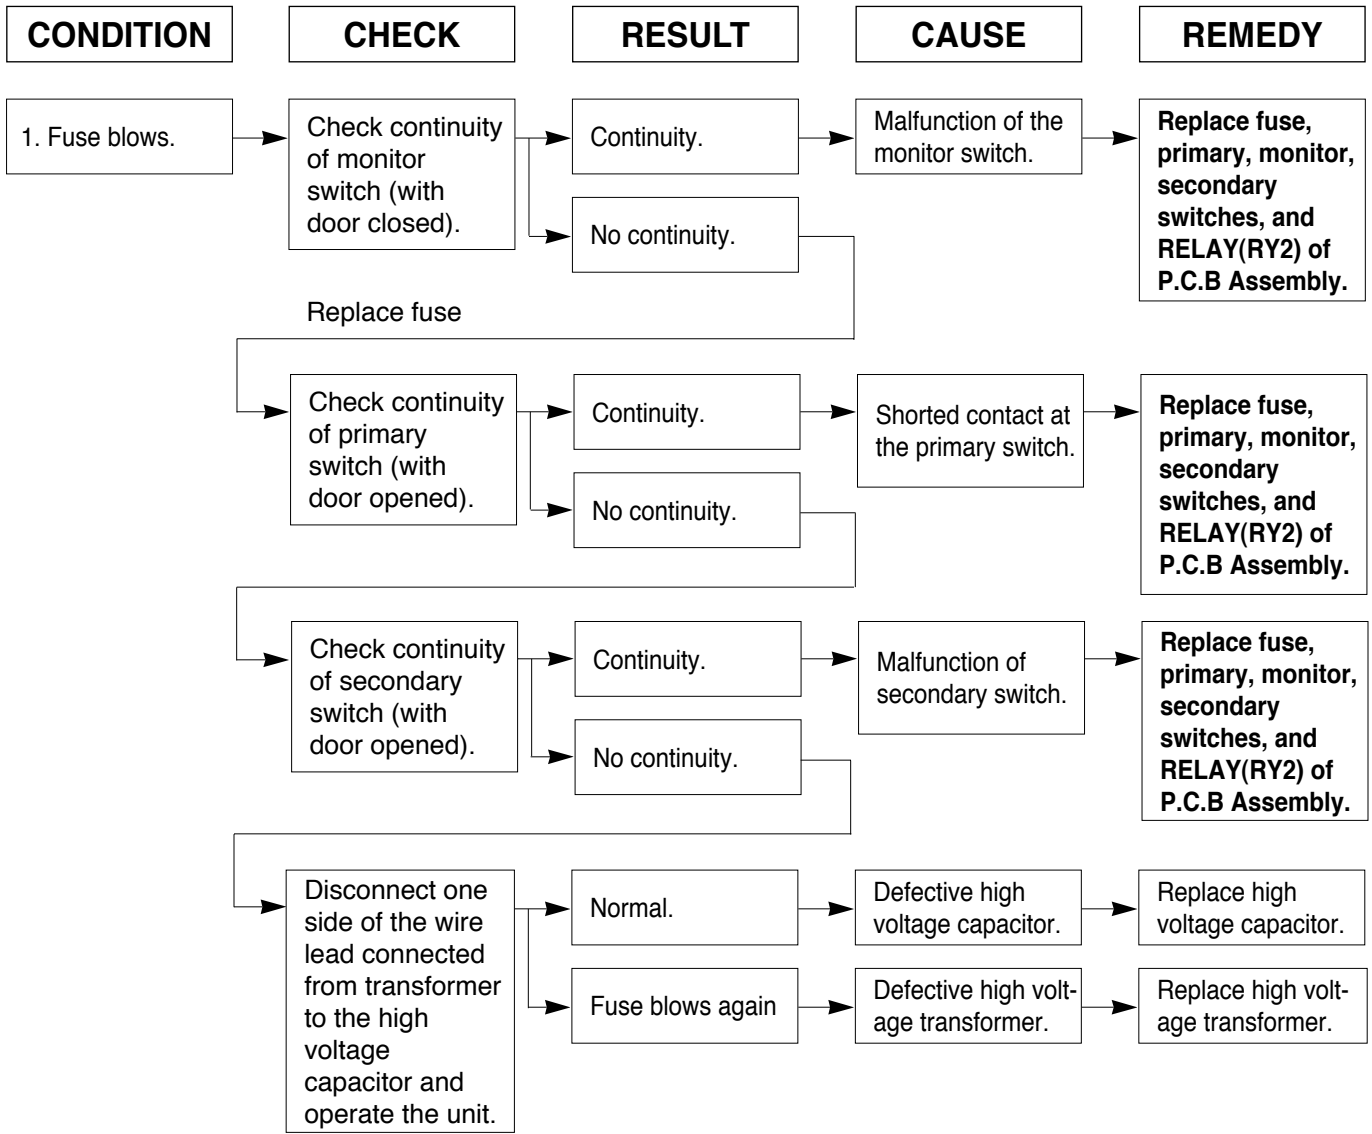 CONDITION
CHECK
RESULT
CAUSE
REMEDY
1. Fuse blows.
Check continuity
of monitor
switch (with
door closed).
Continuity.
Malfunction of the
monitor switch.
Replace fuse,
primary, monitor,
secondary
switches, and
RELAY(RY2) of
P.C.B Assembly.
No continuity.
Replace fuse
Check continuity
of primary
switch (with
door opened).
Continuity.
Shorted contact at
the primary switch.
Replace fuse,
primary, monitor,
secondary
switches, and
RELAY(RY2) of
P.C.B Assembly.
No continuity.
Check continuity
of secondary
switch (with
door opened).
Continuity.
Malfunction of
secondary switch.
Replace fuse,
primary, monitor,
secondary
switches, and
RELAY(RY2) of
P.C.B Assembly.
No continuity.
Disconnect one
side of the wire
lead connected
from transformer
to the high
voltage
capacitor and
operate the unit.
Normal.
Defective high
voltage capacitor.
Replace high
voltage capacitor.
Fuse blows again
Defective high volt-
age transformer.
Replace high volt-
age transformer.